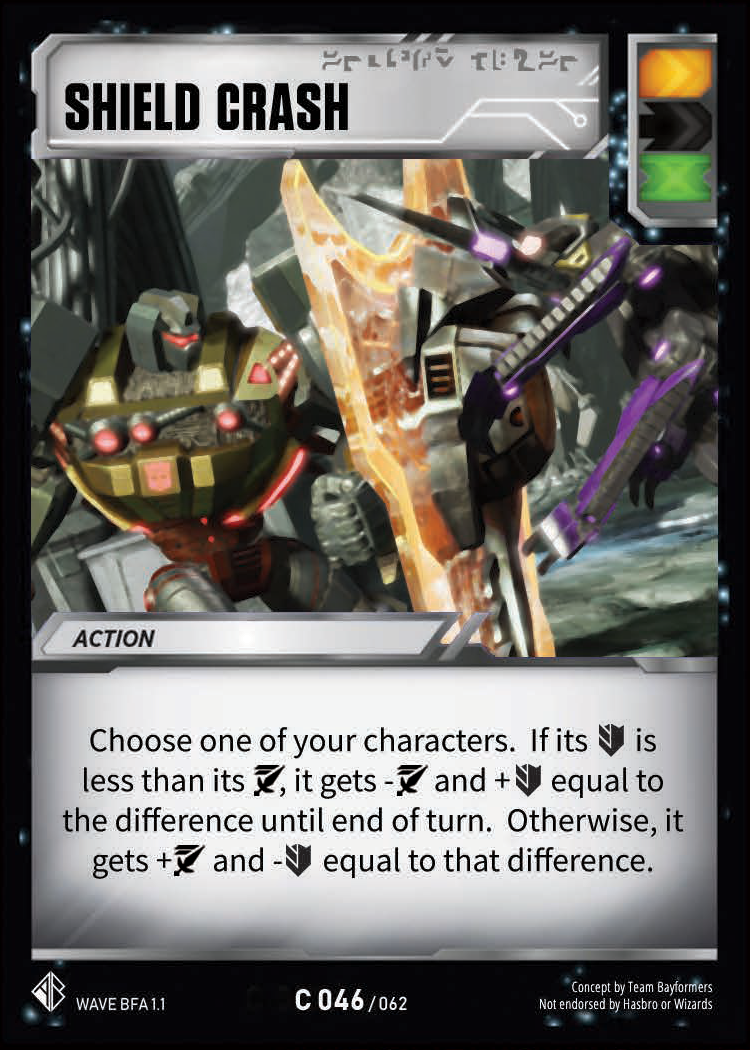 SHIELD CRASH
ACTION
Choose one of your characters. If its is
less than its , it gets - and + equal to
the difference until end of turn. Otherwise, it
gets + and - equal to that difference.
WAVE BFA 1.1
C 046/062
Concept by Team Bayformers
Not endorsed by Hasbro or Wizards